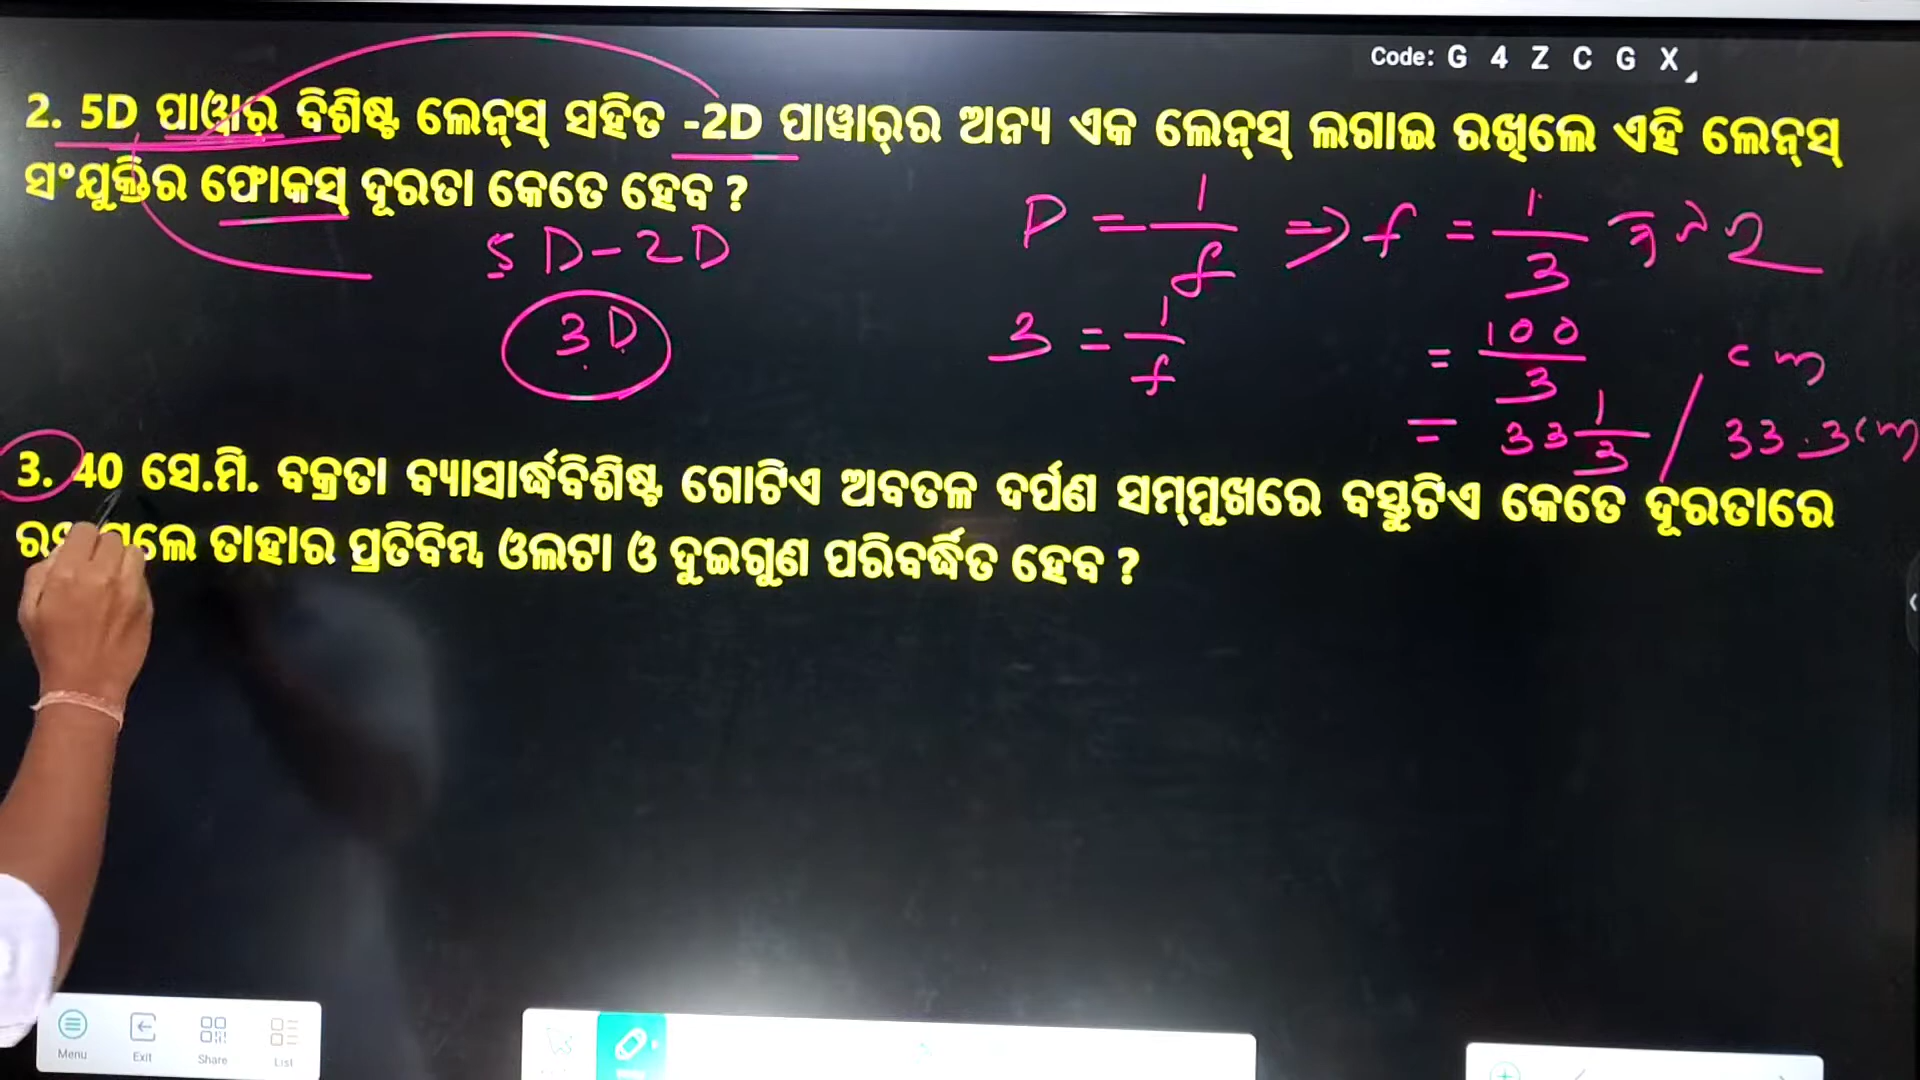 Code: G 4 Z C G X
2. 5D ପାୱାର ବିଶିଷ୍ଟ ଲେନ୍‌ସ୍ ସହିତ -2D ପାୱାର୍‌ର ଅନ୍ୟ ଏକ ଲେନ୍‌ସ୍ ଲଗାଇ ରଖିଲେ ଏହି ଲେନ୍‌ସ୍
ସଂଯୁକ୍ତିର ଫୋକସ୍ ଦୂରତା କେତେ ହେବ ?
5D-2D
3D
P = 1/f ⇒ f = 1/3 ମିଟର
3 = 1/f
= 100/3 cm
= 33 1/3 / 33.3cm
3. 40 ସେ.ମି. ବକ୍ରତା ବ୍ୟାସାର୍ଦ୍ଧବିଶିଷ୍ଟ ଗୋଟିଏ ଅବତଳ ଦର୍ପଣ ସମ୍ମୁଖରେ ବସ୍ତୁଟିଏ କେତେ ଦୂରତାରେ
ତାହାର ପ୍ରତିବିମ୍ବ ଓଲଟା ଓ ଦୁଇଗୁଣ ପରିବର୍ଦ୍ଧିତ ହେବ ?
Menu Exit Share List